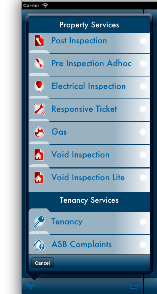 Carrier
Property Services
Post Inspection
Pre Inspection Adhoc
Electrical Inspection
Responsive Ticket
Gas
Void Inspection
Void Inspection Lite
Tenancy Services
Tenancy
ASB Complaints
Cancel